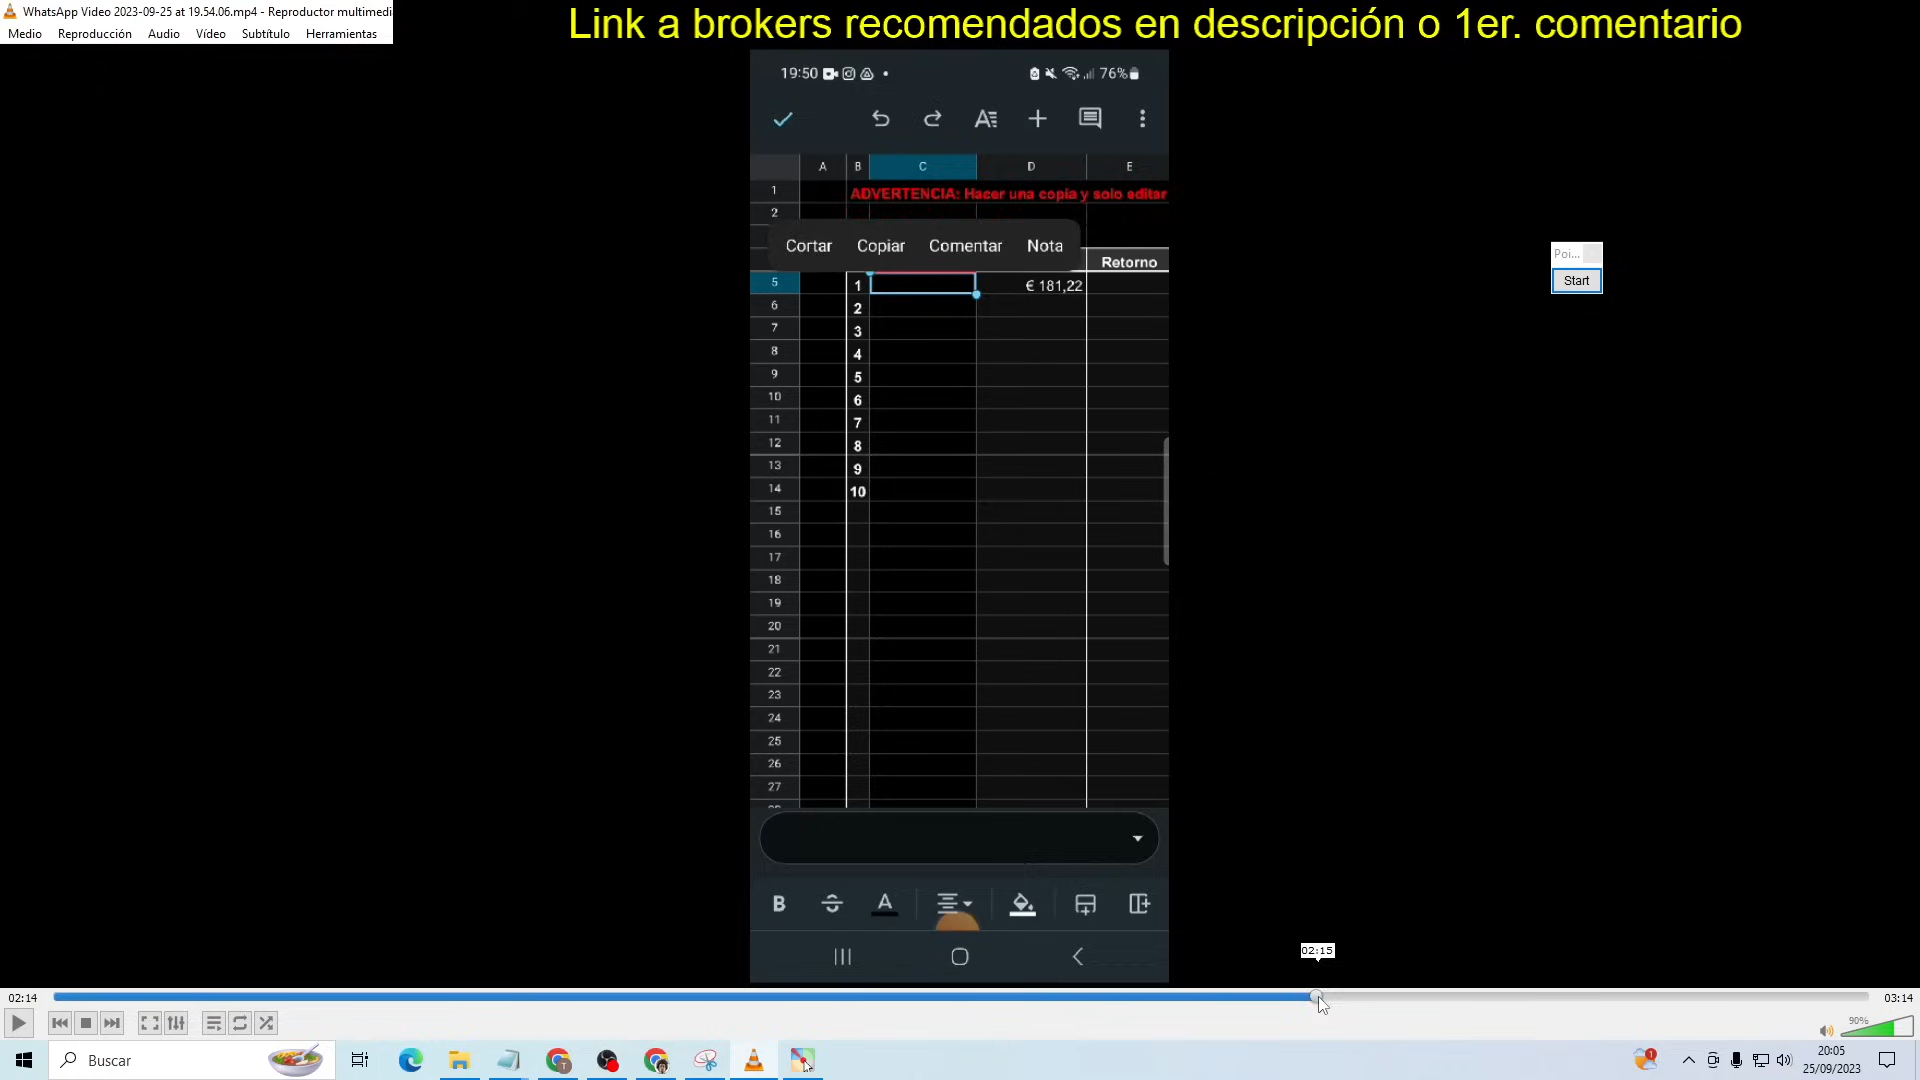 WhatsApp Video 2023-09-25 at 19.54.06.mp4 - Reproductor multimedi
Link a brokers recomendados en descripción o 1er. comentario
Medio Reproducción Audio Vídeo Subtítulo Herramientas
19:50 76%
A B C D E
1 ADVERTENCIA: Hacer una copia y solo editar
2
Cortar Copiar Comentar Nota
Poi...
Start
Retorno
5 1 € 181,22
6 2
7 3
8 4
9 5
10 6
11 7
12 8
13 9
14 10
15
16
17
18
19
20
21
22
23
24
25
26
27
B S A
02:15
02:14 03:14
90%
Buscar
1
20:05
25/09/2023